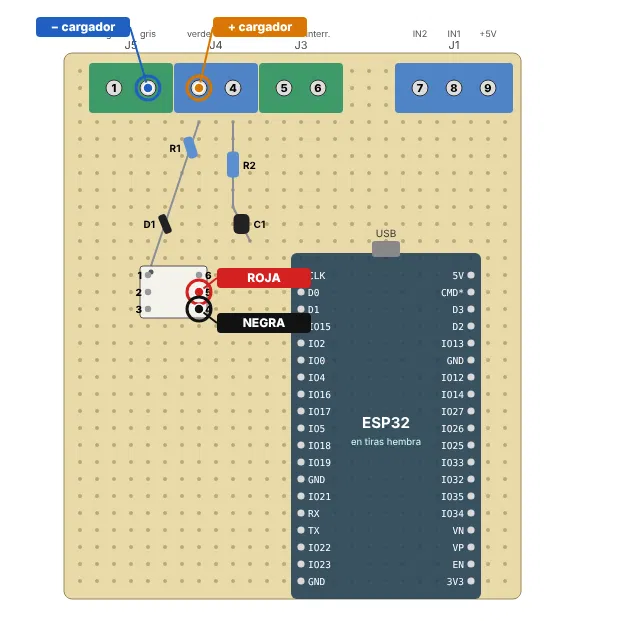 − cargador
+ cargador
gris
verde
interr.
IN2
IN1
+5V
J5
J4
J3
J1
1
4
5
6
7
8
9
R1
R2
D1
C1
USB
1
6
ROJA
2
5
3
4
NEGRA
CLK
5V
D0
CMD*
D1
D3
IO15
D2
IO2
IO13
IO0
GND
IO4
IO12
IO16
IO14
IO17
IO27
IO5
IO26
IO18
IO25
IO19
IO33
GND
IO32
IO21
IO35
RX
IO34
TX
VN
IO22
VP
IO23
EN
GND
3V3
ESP32
en tiras hembra